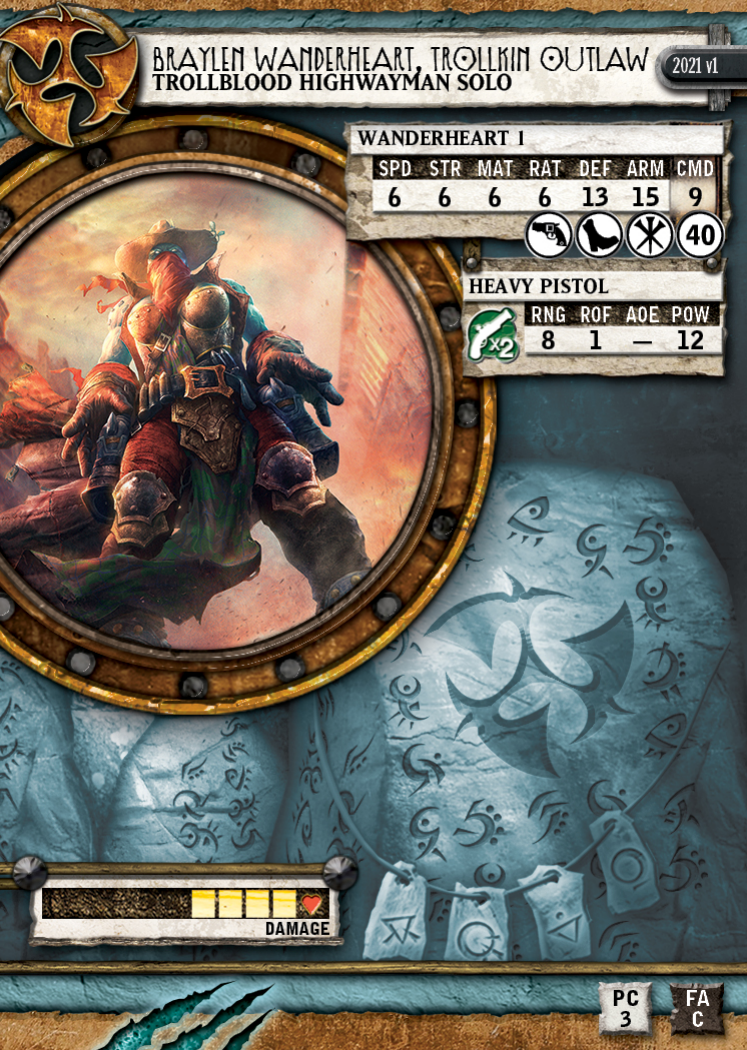 BRAYLEN WANDERHEART, TROLLKIN OUTLAW
TROLLBLOOD HIGHWAYMAN SOLO
2021 v1
WANDERHEART 1
SPD STR MAT RAT DEF ARM CMD
6 6 6 6 13 15 9
40
HEAVY PISTOL
RNG ROF AOE POW
x2 8 1 — 12
DAMAGE
PC FA
3 C